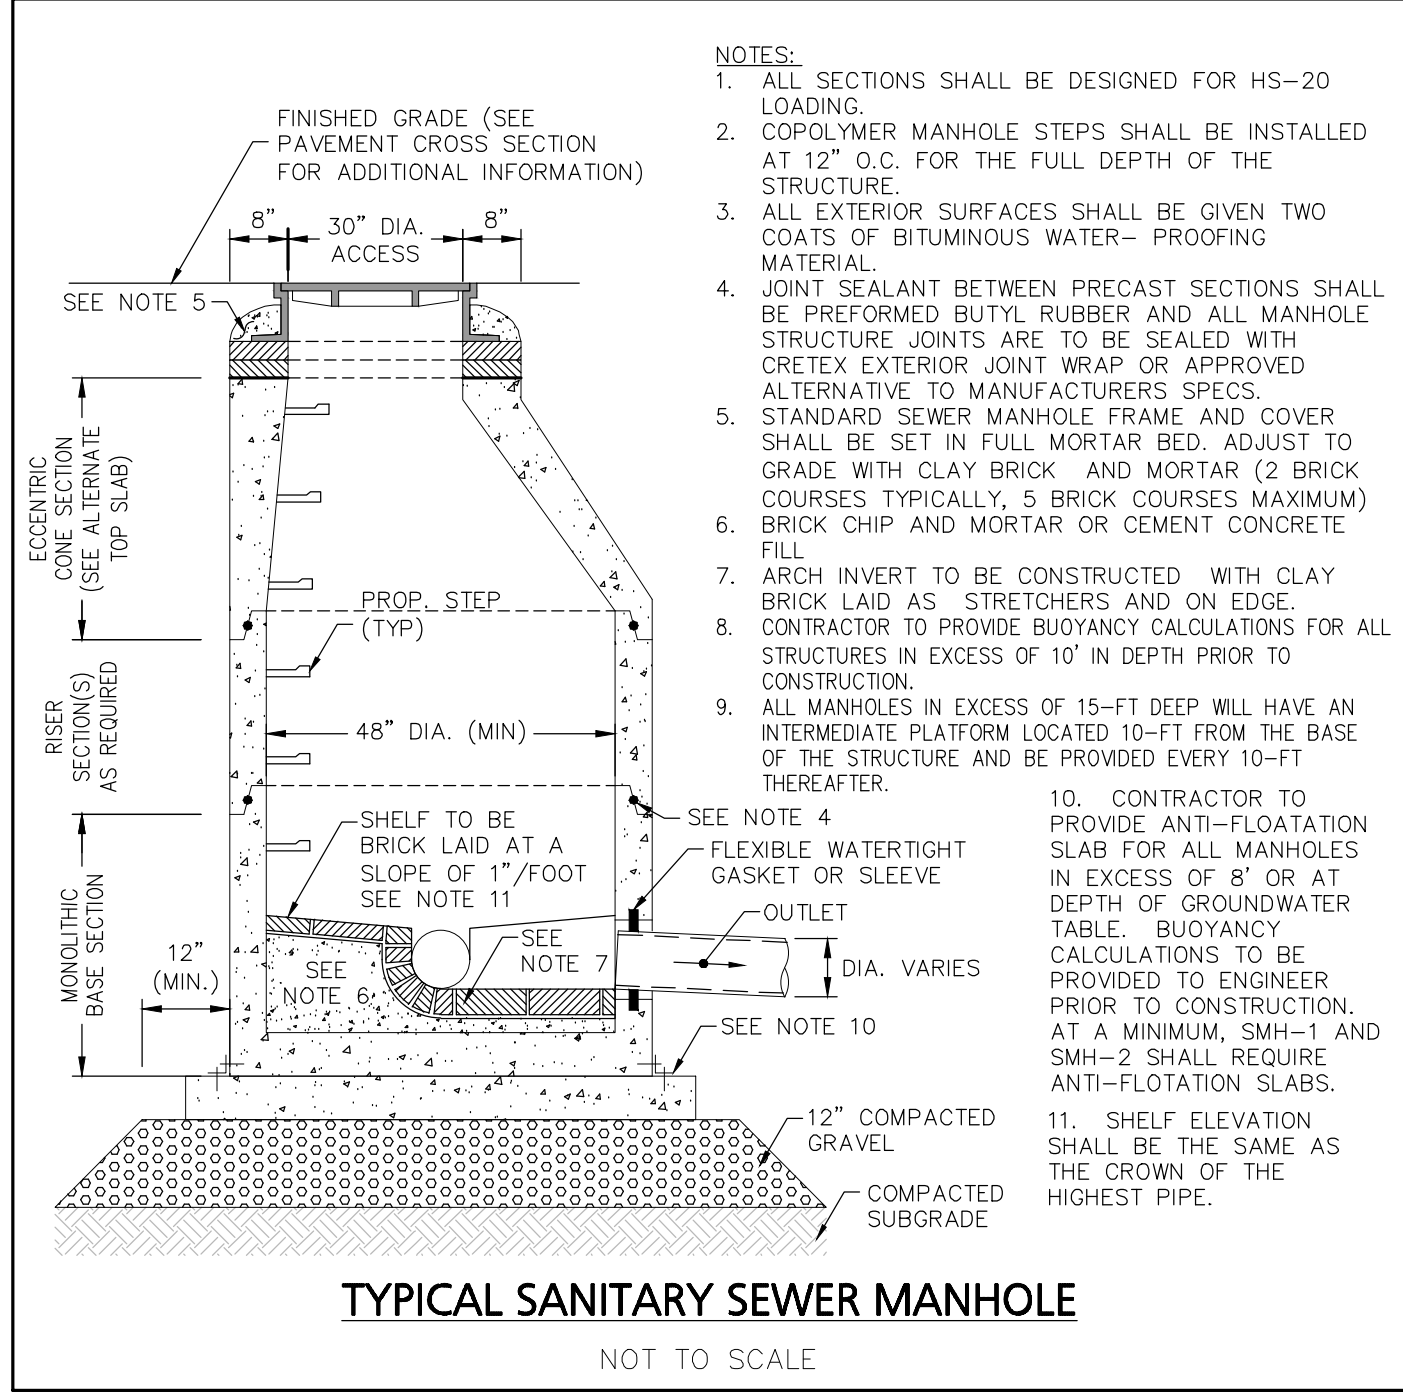 NOTES:
1. ALL SECTIONS SHALL BE DESIGNED FOR HS-20
LOADING.
2. COPOLYMER MANHOLE STEPS SHALL BE INSTALLED
AT 12" O.C. FOR THE FULL DEPTH OF THE
STRUCTURE.
3. ALL EXTERIOR SURFACES SHALL BE GIVEN TWO
COATS OF BITUMINOUS WATER- PROOFING
MATERIAL.
4. JOINT SEALANT BETWEEN PRECAST SECTIONS SHALL
BE PREFORMED BUTYL RUBBER AND ALL MANHOLE
STRUCTURE JOINTS ARE TO BE SEALED WITH
CRETEX EXTERIOR JOINT WRAP OR APPROVED
ALTERNATIVE TO MANUFACTURERS SPECS.
5. STANDARD SEWER MANHOLE FRAME AND COVER
SHALL BE SET IN FULL MORTAR BED. ADJUST TO
GRADE WITH CLAY BRICK AND MORTAR (2 BRICK
COURSES TYPICALLY, 5 BRICK COURSES MAXIMUM)
6. BRICK CHIP AND MORTAR OR CEMENT CONCRETE
FILL
7. ARCH INVERT TO BE CONSTRUCTED WITH CLAY
BRICK LAID AS STRETCHERS AND ON EDGE.
8. CONTRACTOR TO PROVIDE BUOYANCY CALCULATIONS FOR ALL
STRUCTURES IN EXCESS OF 10' IN DEPTH PRIOR TO
CONSTRUCTION.
9. ALL MANHOLES IN EXCESS OF 15-FT DEEP WILL HAVE AN
INTERMEDIATE PLATFORM LOCATED 10-FT FROM THE BASE
OF THE STRUCTURE AND BE PROVIDED EVERY 10-FT
THEREAFTER.
10. CONTRACTOR TO
PROVIDE ANTI-FLOATATION
SLAB FOR ALL MANHOLES
IN EXCESS OF 8' OR AT
DEPTH OF GROUNDWATER
TABLE. BUOYANCY
CALCULATIONS TO BE
PROVIDED TO ENGINEER
PRIOR TO CONSTRUCTION.
AT A MINIMUM, SMH-1 AND
SMH-2 SHALL REQUIRE
ANTI-FLOTATION SLABS.
11. SHELF ELEVATION
SHALL BE THE SAME AS
THE CROWN OF THE
HIGHEST PIPE.
FINISHED GRADE (SEE
PAVEMENT CROSS SECTION
FOR ADDITIONAL INFORMATION)
8"
30" DIA.
ACCESS
8"
SEE NOTE 5
ECCENTRIC
CONE SECTION
(SEE ALTERNATE
TOP SLAB)
PROP. STEP
(TYP)
RISER
SECTION(S)
AS REQUIRED
48" DIA. (MIN)
SEE NOTE 4
SHELF TO BE
BRICK LAID AT A
SLOPE OF 1"/FOOT
SEE NOTE 11
FLEXIBLE WATERTIGHT
GASKET OR SLEEVE
OUTLET
MONOLITHIC
BASE SECTION
12"
(MIN.)
SEE
NOTE 6
SEE
NOTE 7
DIA. VARIES
SEE NOTE 10
12" COMPACTED
GRAVEL
COMPACTED
SUBGRADE
TYPICAL SANITARY SEWER MANHOLE
NOT TO SCALE